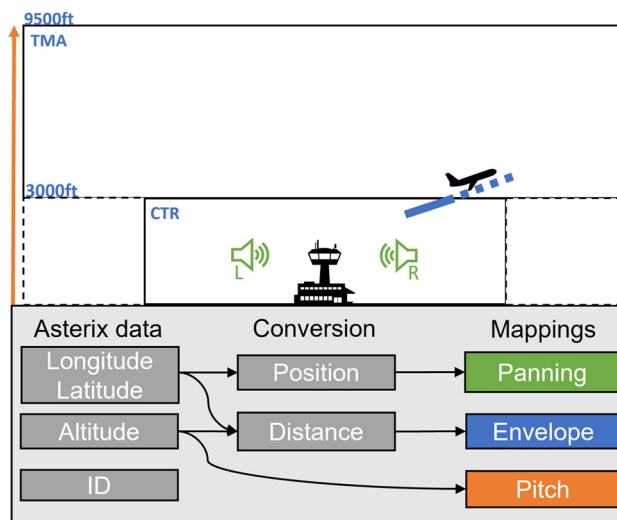 9500ft
TMA
3000ft
CTR
L
R
Asterix data
Conversion
Mappings
Longitude
Latitude
Position
Panning
Altitude
Distance
Envelope
ID
Pitch